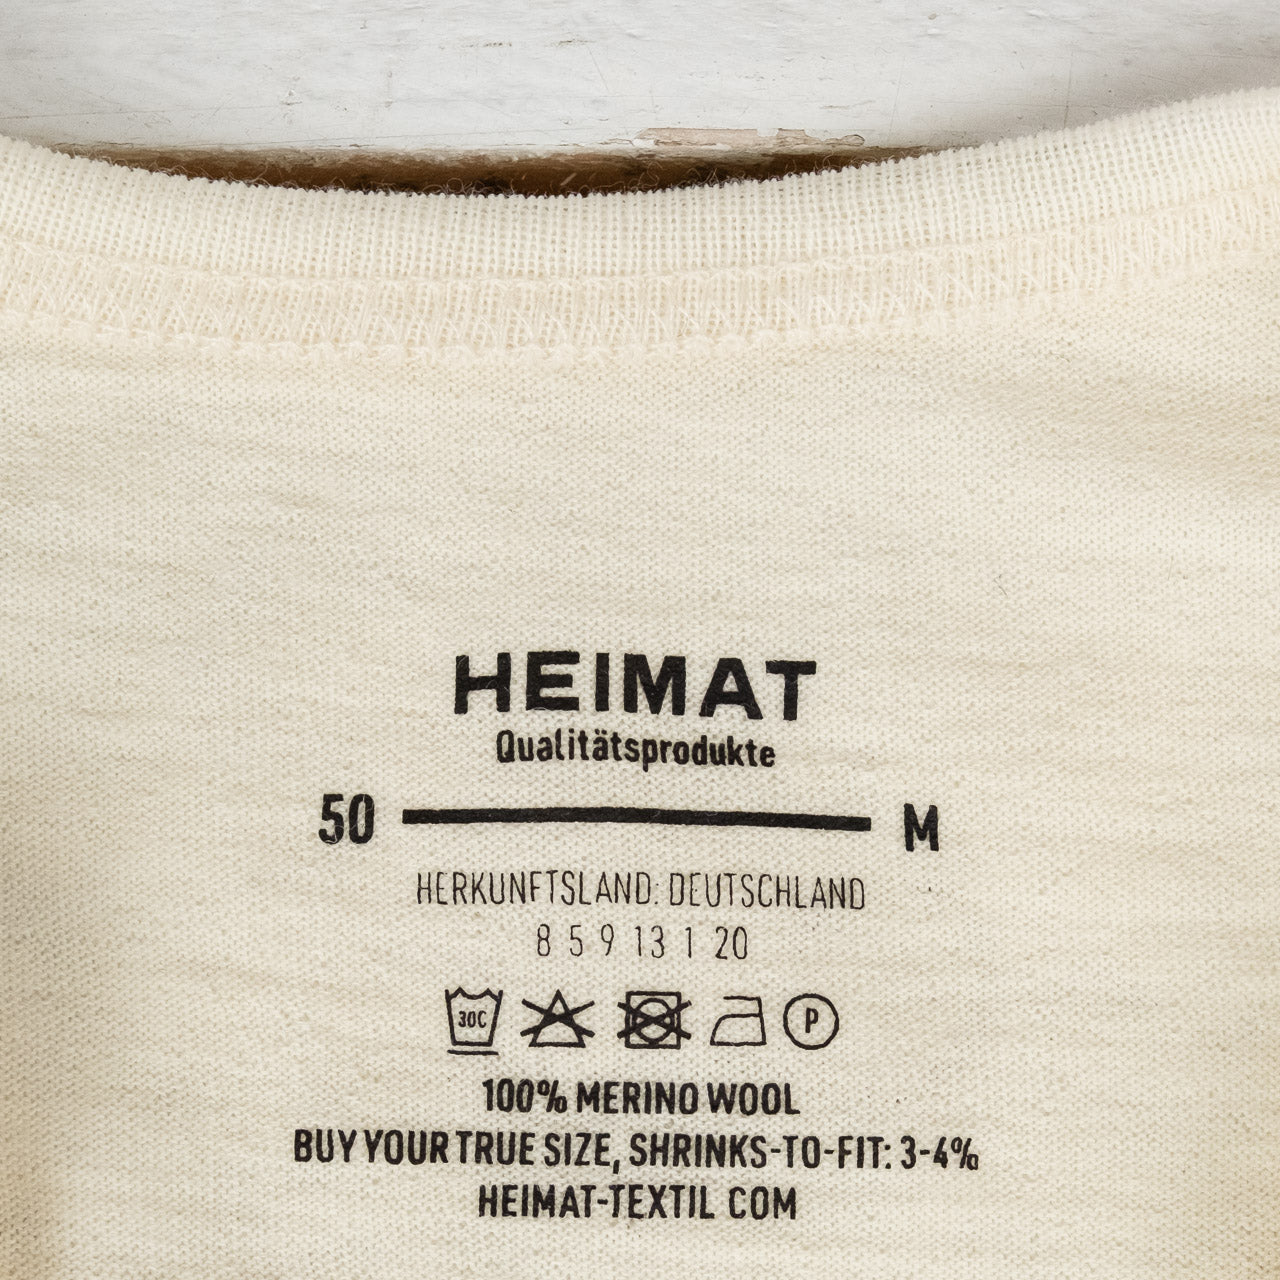 HEIMAT
Qualitätsprodukte
50 M
HERKUNFTSLAND: DEUTSCHLAND
8 5 9 13 1 20
30C P
100% MERINO WOOL
BUY YOUR TRUE SIZE, SHRINKS-TO-FIT: 3-4%
HEIMAT-TEXTIL COM